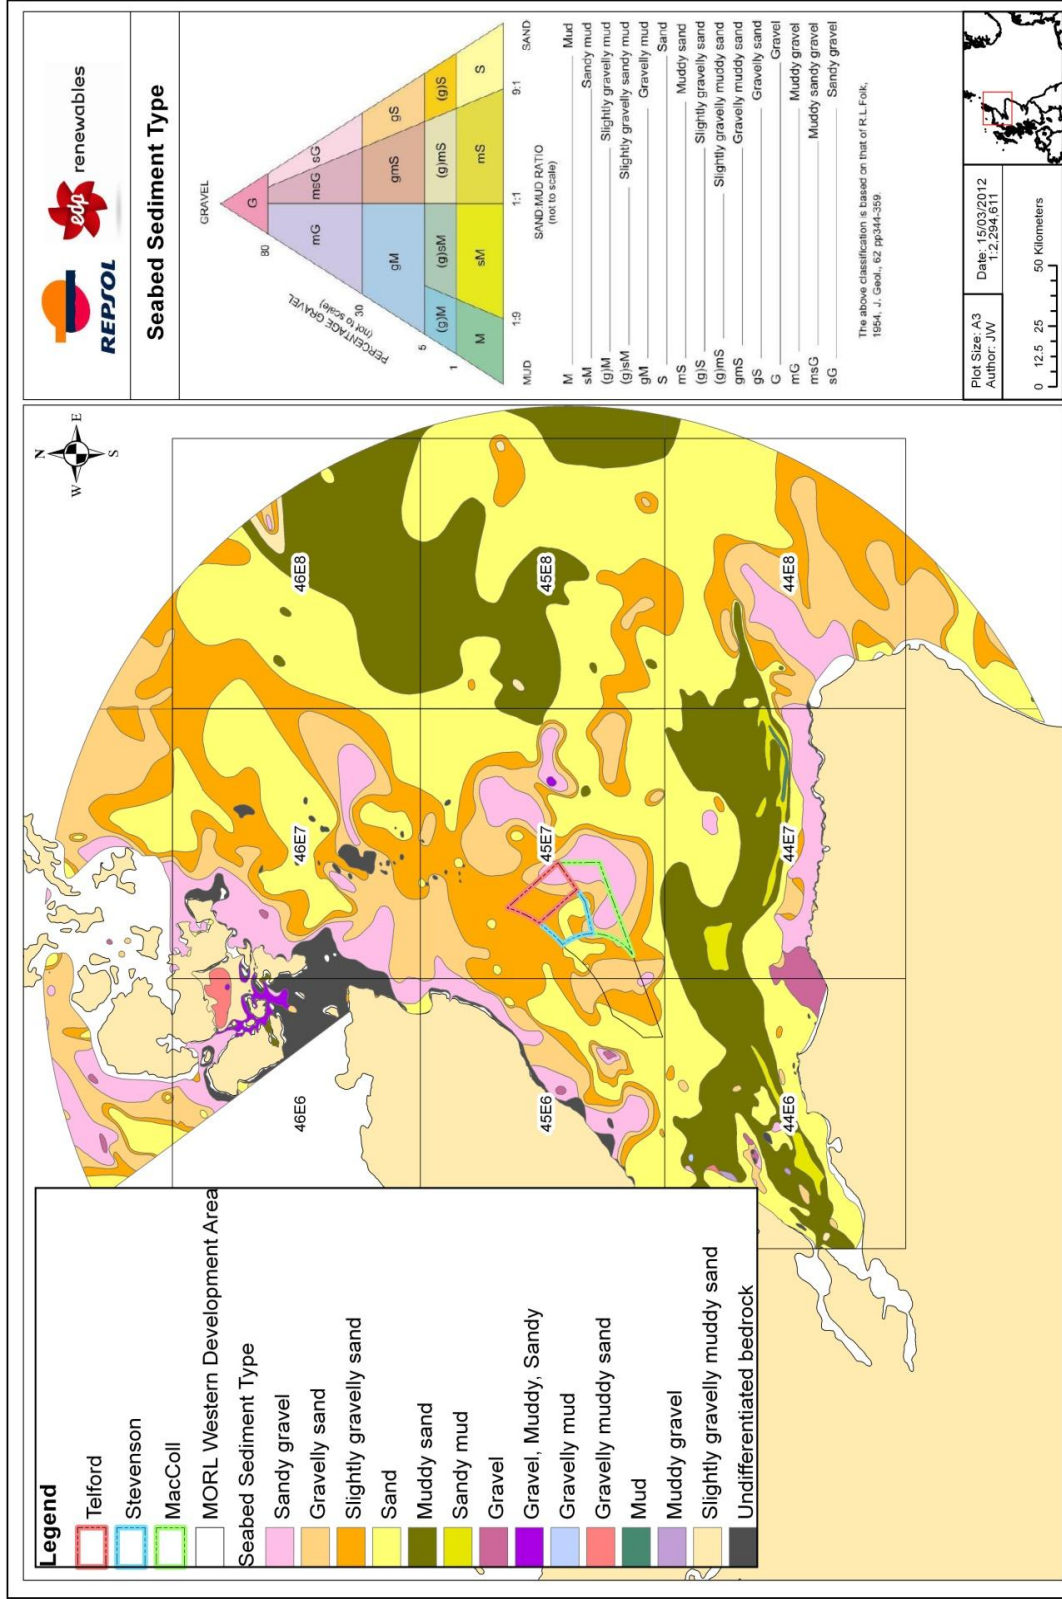 N
W
E
S
46E6
46E7
46E8
45E6
45E7
45E8
44E6
44E7
44E8
Legend
Telford
Stevenson
MacColl
MORL Western Development Area
Seabed Sediment Type
Sandy gravel
Gravelly sand
Slightly gravelly sand
Sand
Muddy sand
Sandy mud
Gravel
Gravel, Muddy, Sandy
Gravelly mud
Gravelly muddy sand
Mud
Muddy gravel
Slightly gravelly muddy sand
Undifferentiated bedrock
REPSOL
edp renewables
Seabed Sediment Type
GRAVEL
PERCENTAGE GRAVEL
(not to scale)
80
30
5
1
G
mG
msG
sG
gM
gmS
gS
(g)M
(g)sM
(g)mS
(g)S
M
sM
mS
S
MUD
1:9
1:1
9:1
SAND
SAND:MUD RATIO
(not to scale)
M Mud
sM Sandy mud
(g)M Slightly gravelly mud
(g)sM Slightly gravelly sandy mud
gM Gravelly mud
S Sand
mS Muddy sand
(g)S Slightly gravelly sand
(g)mS Slightly gravelly muddy sand
gmS Gravelly muddy sand
gS Gravelly sand
G Gravel
mG Muddy gravel
msG Muddy sandy gravel
sG Sandy gravel
The above classification is based on that of R.L.Folk,
1954, J. Geol., 62 pp344-359.
Plot Size: A3
Author: JW
Date: 15/03/2012
1:2,294,611
0 12.5 25 50 Kilometers